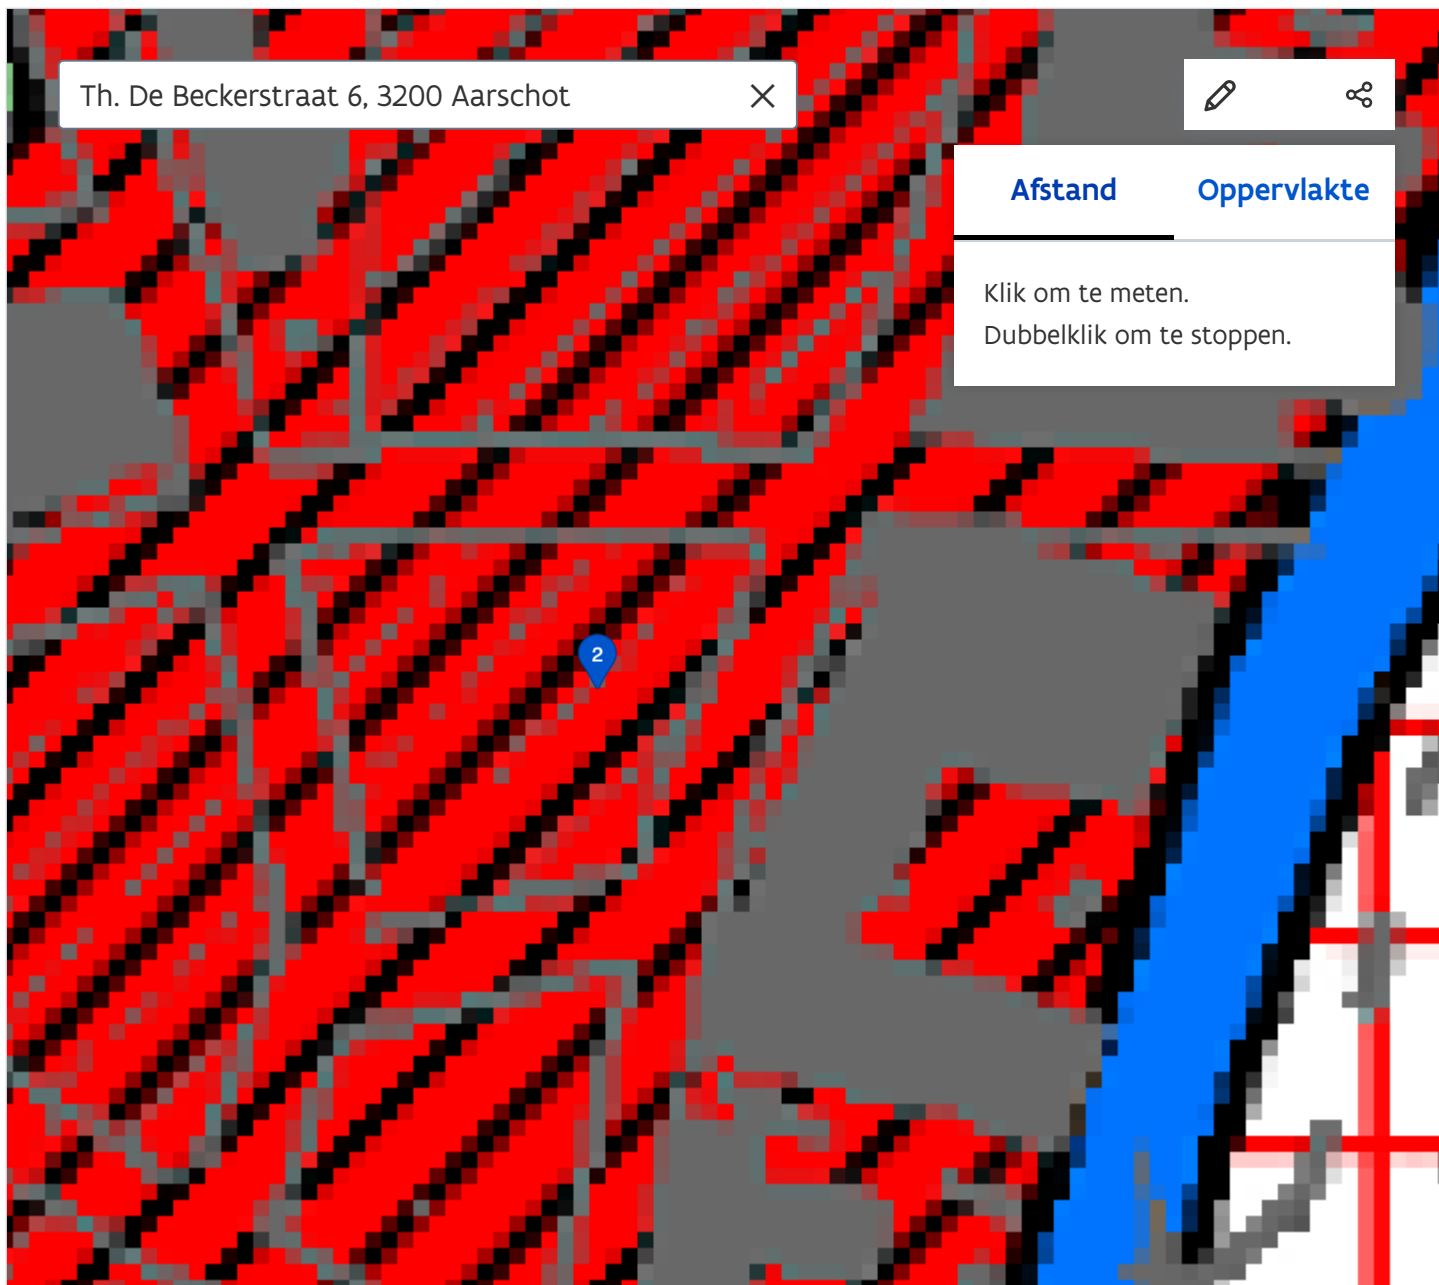 Th. De Beckerstraat 6, 3200 Aarschot
Afstand
Oppervlakte
Klik om te meten.
Dubbelklik om te stoppen.
2